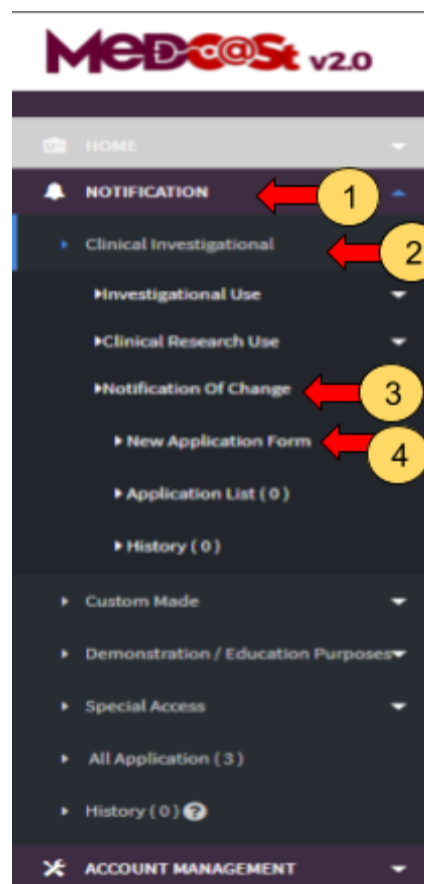 MeDC@St v2.0
HOME
NOTIFICATION
1
Clinical Investigational
2
Investigational Use
Clinical Research Use
Notification Of Change
3
New Application Form
4
Application List ( 0 )
History ( 0 )
Custom Made
Demonstration / Education Purposes
Special Access
All Application ( 3 )
History ( 0 ) ?
ACCOUNT MANAGEMENT